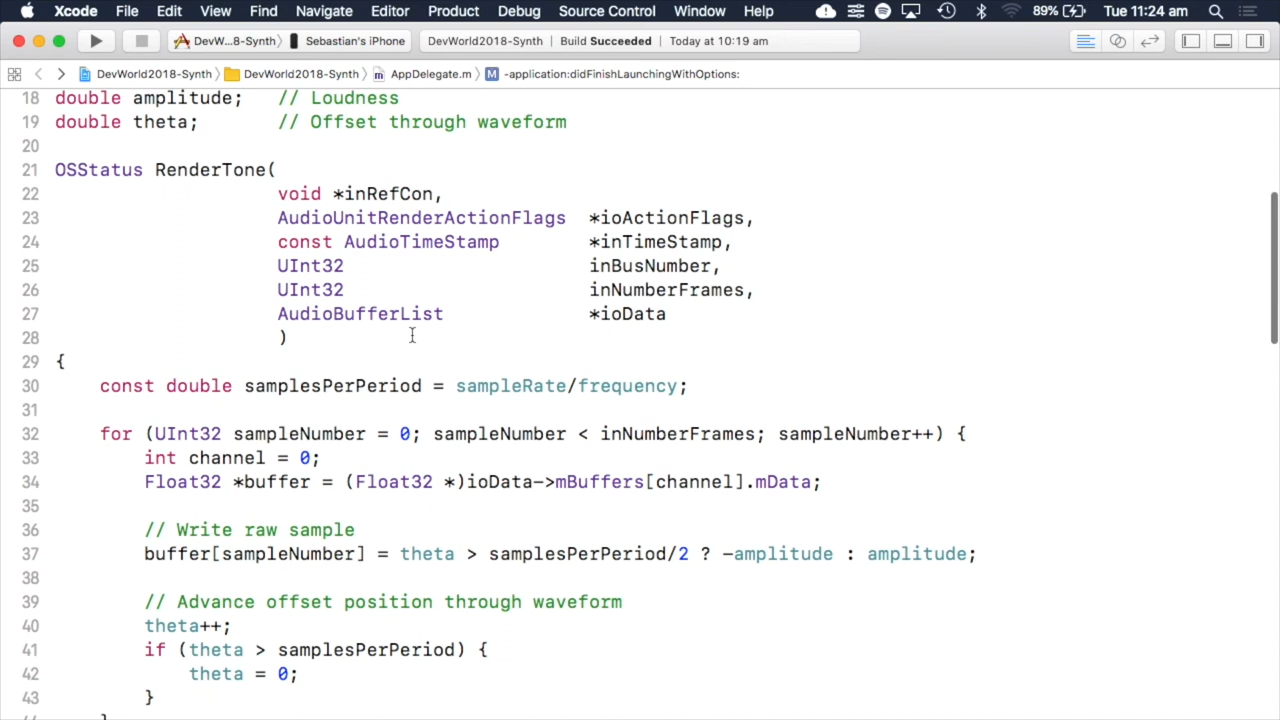 Xcode File Edit View Find Navigate Editor Product Debug Source Control Window Help 89% Tue 11:24 am
DevW...8-Synth Sebastian's iPhone DevWorld2018-Synth Build Succeeded Today at 10:19 am
DevWorld2018-Synth DevWorld2018-Synth m AppDelegate.m M -application:didFinishLaunchingWithOptions:
18 double amplitude; // Loudness
19 double theta; // Offset through waveform
20
21 OSStatus RenderTone(
22 void *inRefCon,
23 AudioUnitRenderActionFlags *ioActionFlags,
24 const AudioTimeStamp *inTimeStamp,
25 UInt32 inBusNumber,
26 UInt32 inNumberFrames,
27 AudioBufferList *ioData
28 )
29 {
30 const double samplesPerPeriod = sampleRate/frequency;
31
32 for (UInt32 sampleNumber = 0; sampleNumber < inNumberFrames; sampleNumber++) {
33 int channel = 0;
34 Float32 *buffer = (Float32 *)ioData->mBuffers[channel].mData;
35
36 // Write raw sample
37 buffer[sampleNumber] = theta > samplesPerPeriod/2 ? -amplitude : amplitude;
38
39 // Advance offset position through waveform
40 theta++;
41 if (theta > samplesPerPeriod) {
42 theta = 0;
43 }